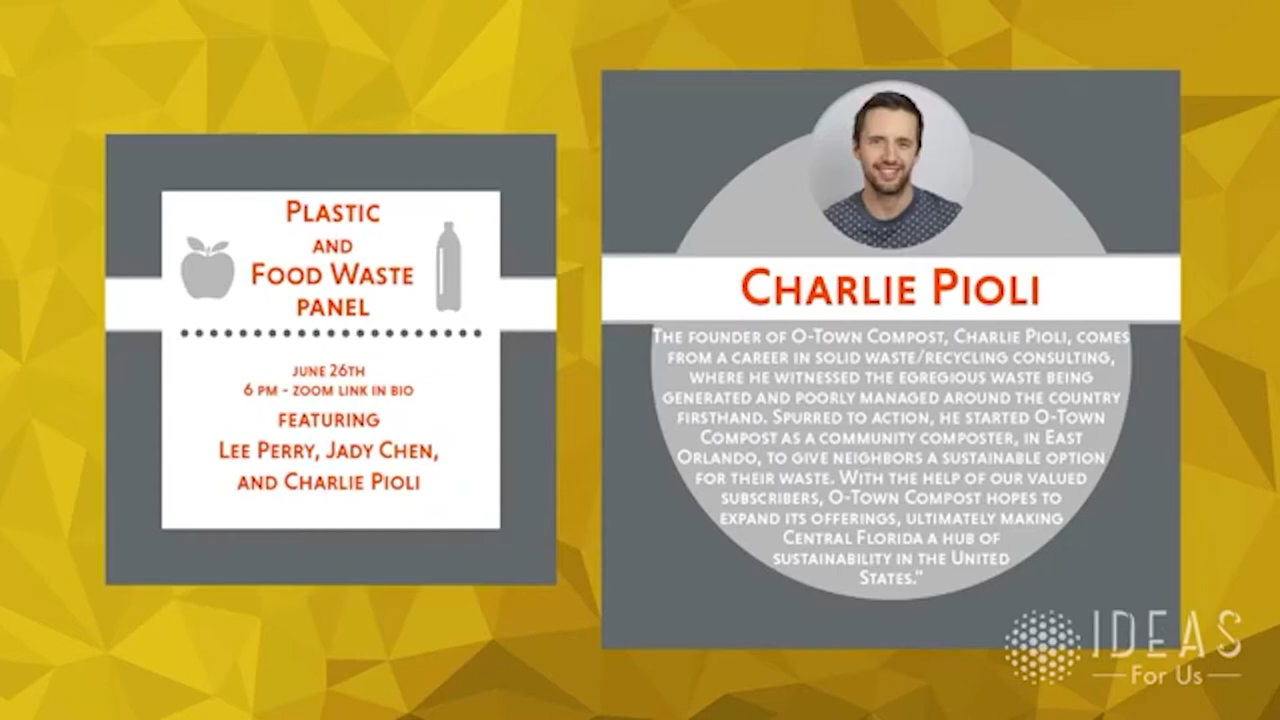 PLASTIC
AND
FOOD WASTE
PANEL
JUNE 26TH
6 PM - ZOOM LINK IN BIO
FEATURING
LEE PERRY, JADY CHEN,
AND CHARLIE PIOLI
CHARLIE PIOLI
THE FOUNDER OF O-TOWN COMPOST, CHARLIE PIOLI, COMES
FROM A CAREER IN SOLID WASTE/RECYCLING CONSULTING,
WHERE HE WITNESSED THE EGREGIOUS WASTE BEING
GENERATED AND POORLY MANAGED AROUND THE COUNTRY
FIRSTHAND. SPURRED TO ACTION, HE STARTED O-TOWN
COMPOST AS A COMMUNITY COMPOSTER, IN EAST
ORLANDO, TO GIVE NEIGHBORS A SUSTAINABLE OPTION
FOR THEIR WASTE. WITH THE HELP OF OUR VALUED
SUBSCRIBERS, O-TOWN COMPOST HOPES TO
EXPAND ITS OFFERINGS, ULTIMATELY MAKING
CENTRAL FLORIDA A HUB OF
SUSTAINABILITY IN THE UNITED
STATES."
IDEAS
For Us